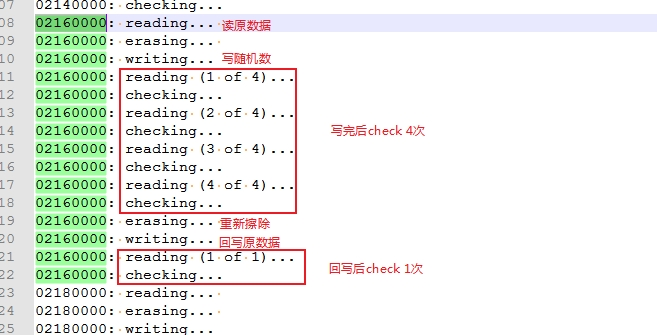 07 02140000: checking...
08 02160000: reading... 读原数据
09 02160000: erasing...
10 02160000: writing... 写随机数
11 02160000: reading (1 of 4)...
12 02160000: checking...
13 02160000: reading (2 of 4)...
14 02160000: checking... 写完后check 4次
15 02160000: reading (3 of 4)...
16 02160000: checking...
17 02160000: reading (4 of 4)...
18 02160000: checking...
19 02160000: erasing... 重新擦除
20 02160000: writing... 回写原数据
21 02160000: reading (1 of 1)...
22 02160000: checking... 回写后check 1次
23 02180000: reading...
24 02180000: erasing...
25 02180000: writing...